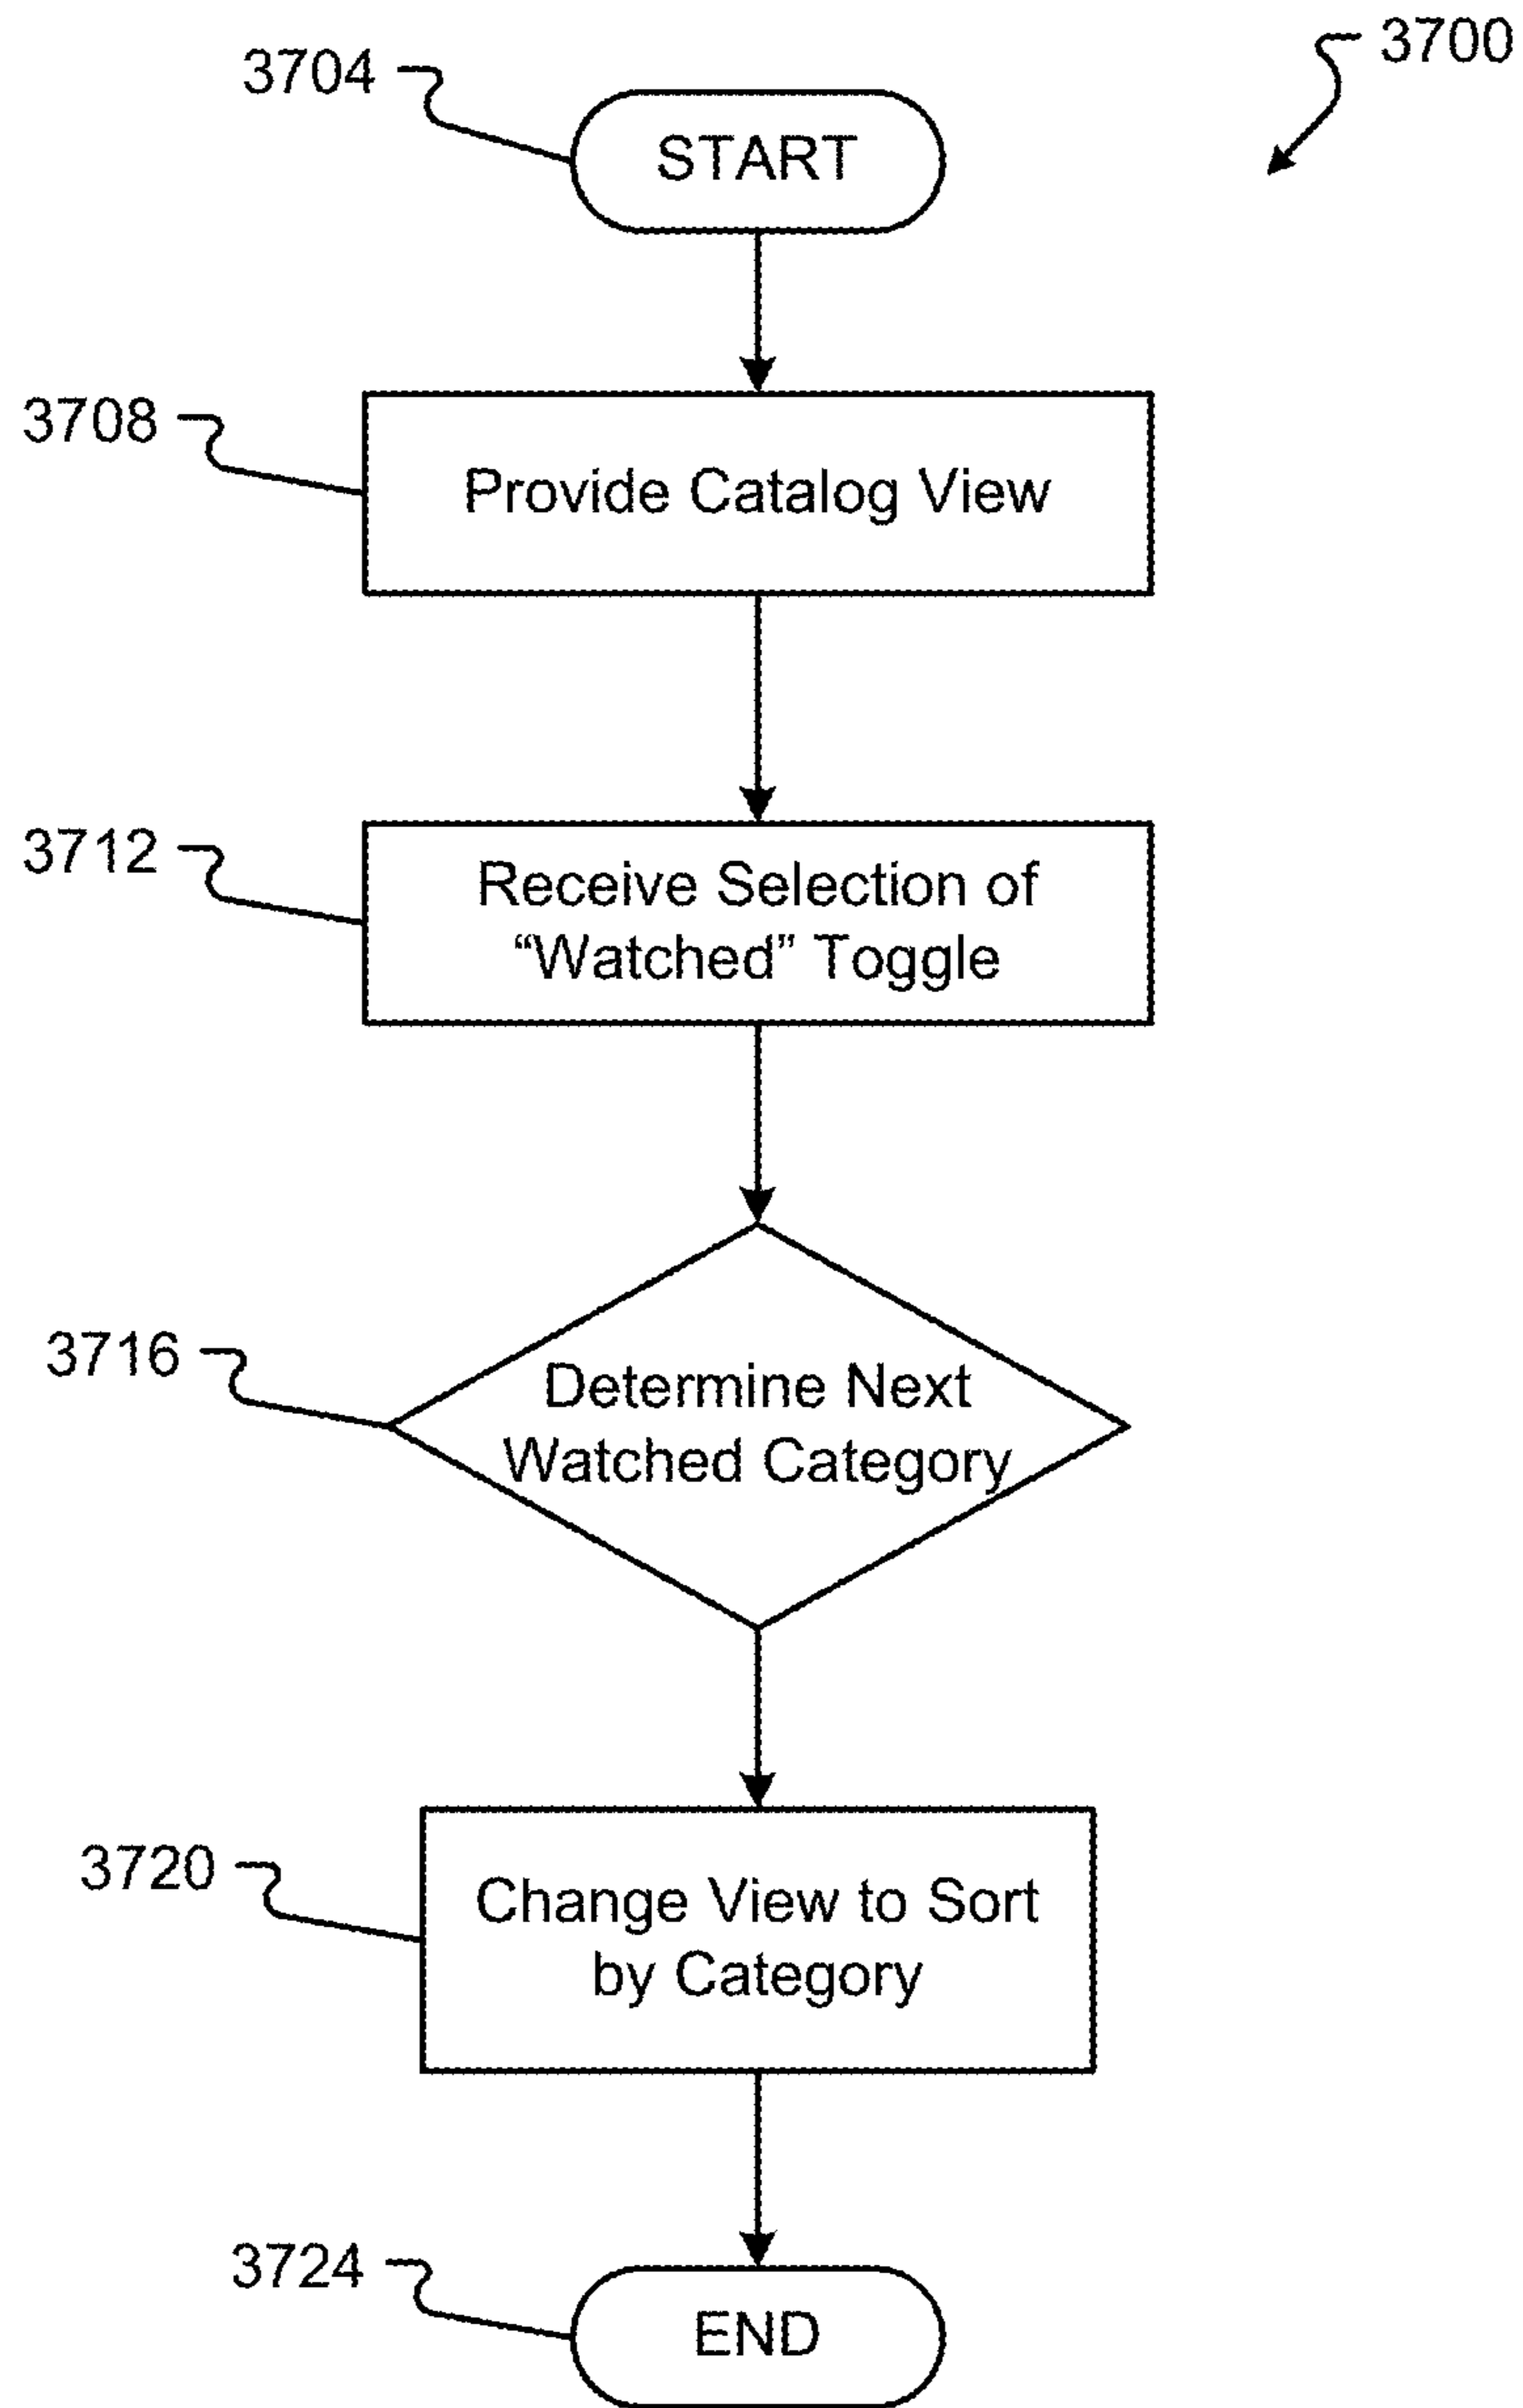 3700
3704
START
3708
Provide Catalog View
3712
Receive Selection of
“Watched” Toggle
3716
Determine Next
Watched Category
3720
Change View to Sort
by Category
3724
END